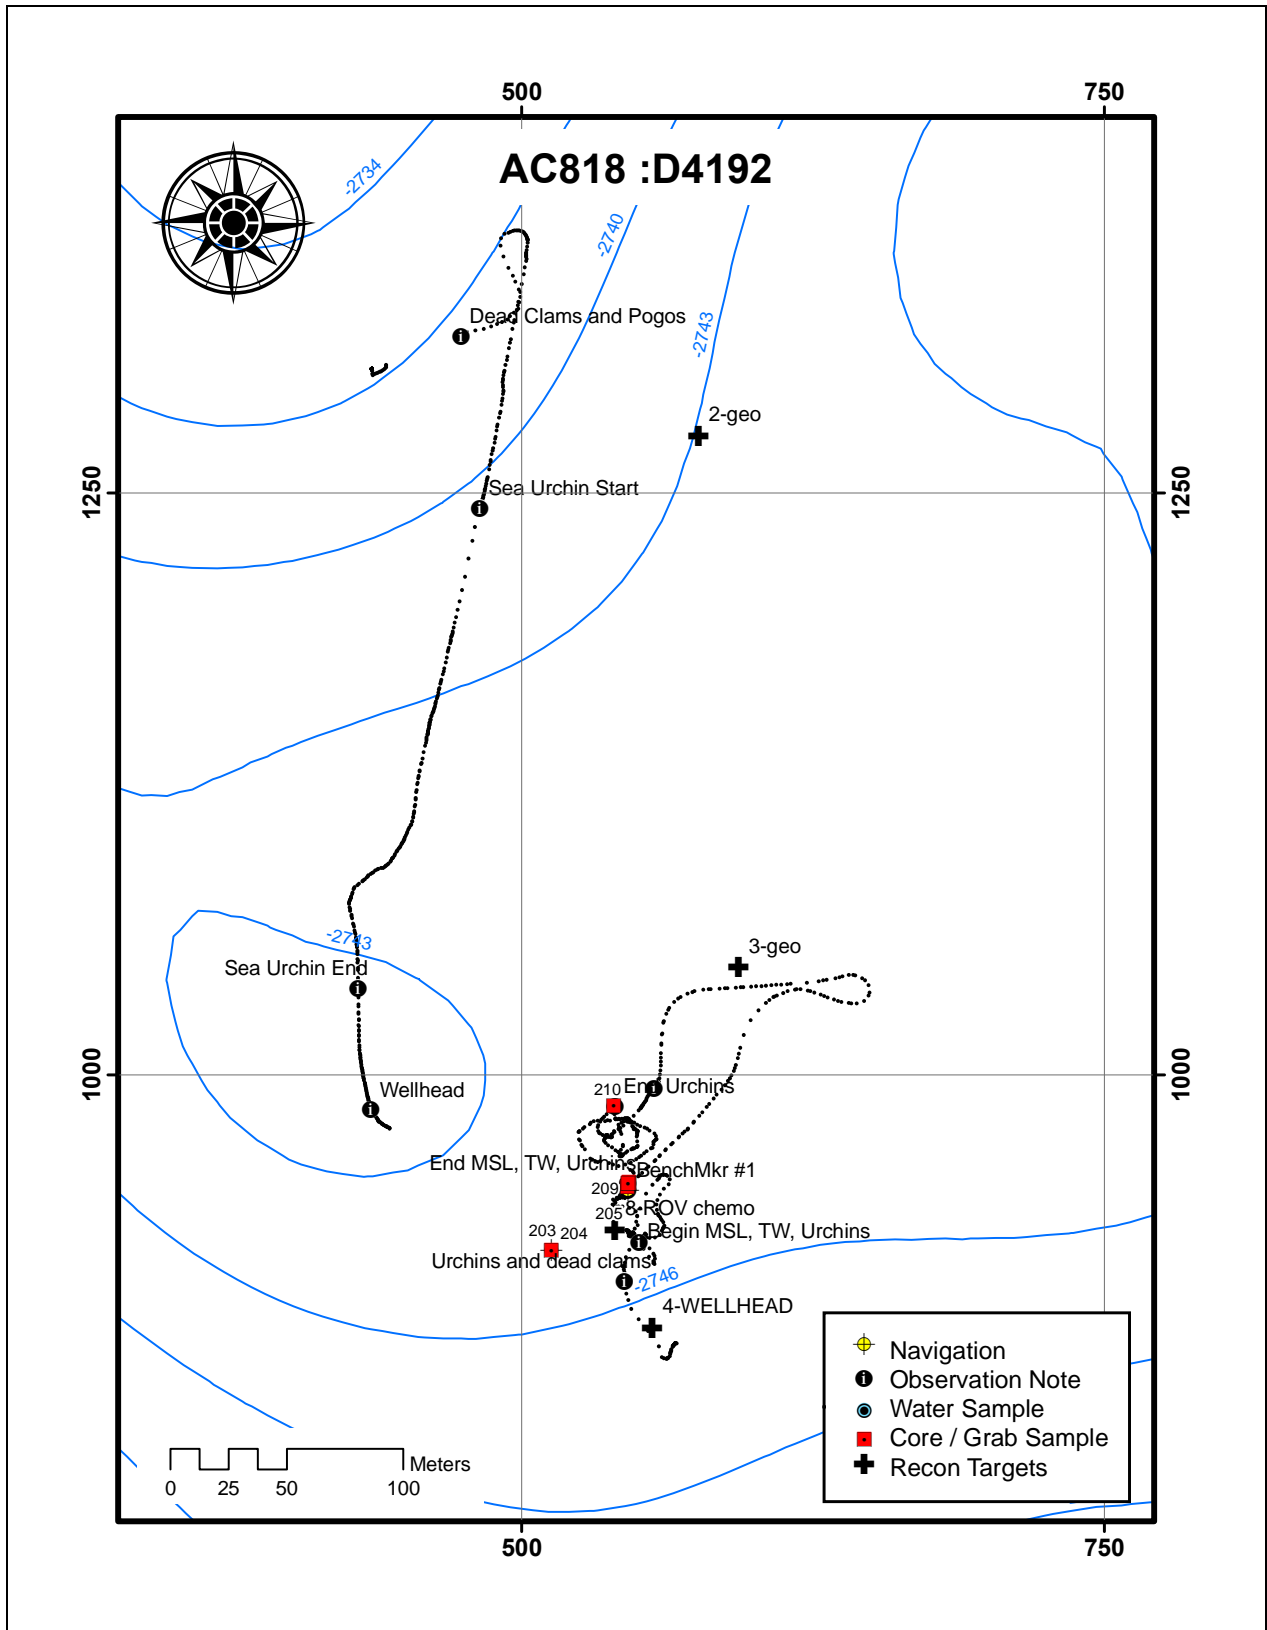 500
750
AC818 :D4192
-2734
-2740
-2743
Dead Clams and Pogos
2-geo
1250
1250
Sea Urchin Start
-2743
3-geo
Sea Urchin End
1000
1000
Wellhead
210
End Urchins
End MSL, TW, Urchins
BenchMkr #1
209
8-ROV chemo
205
203
204
Begin MSL, TW, Urchins
Urchins and dead clams
-2746
4-WELLHEAD
Navigation
Observation Note
Water Sample
Core / Grab Sample
Recon Targets
Meters
0
25
50
100
500
750